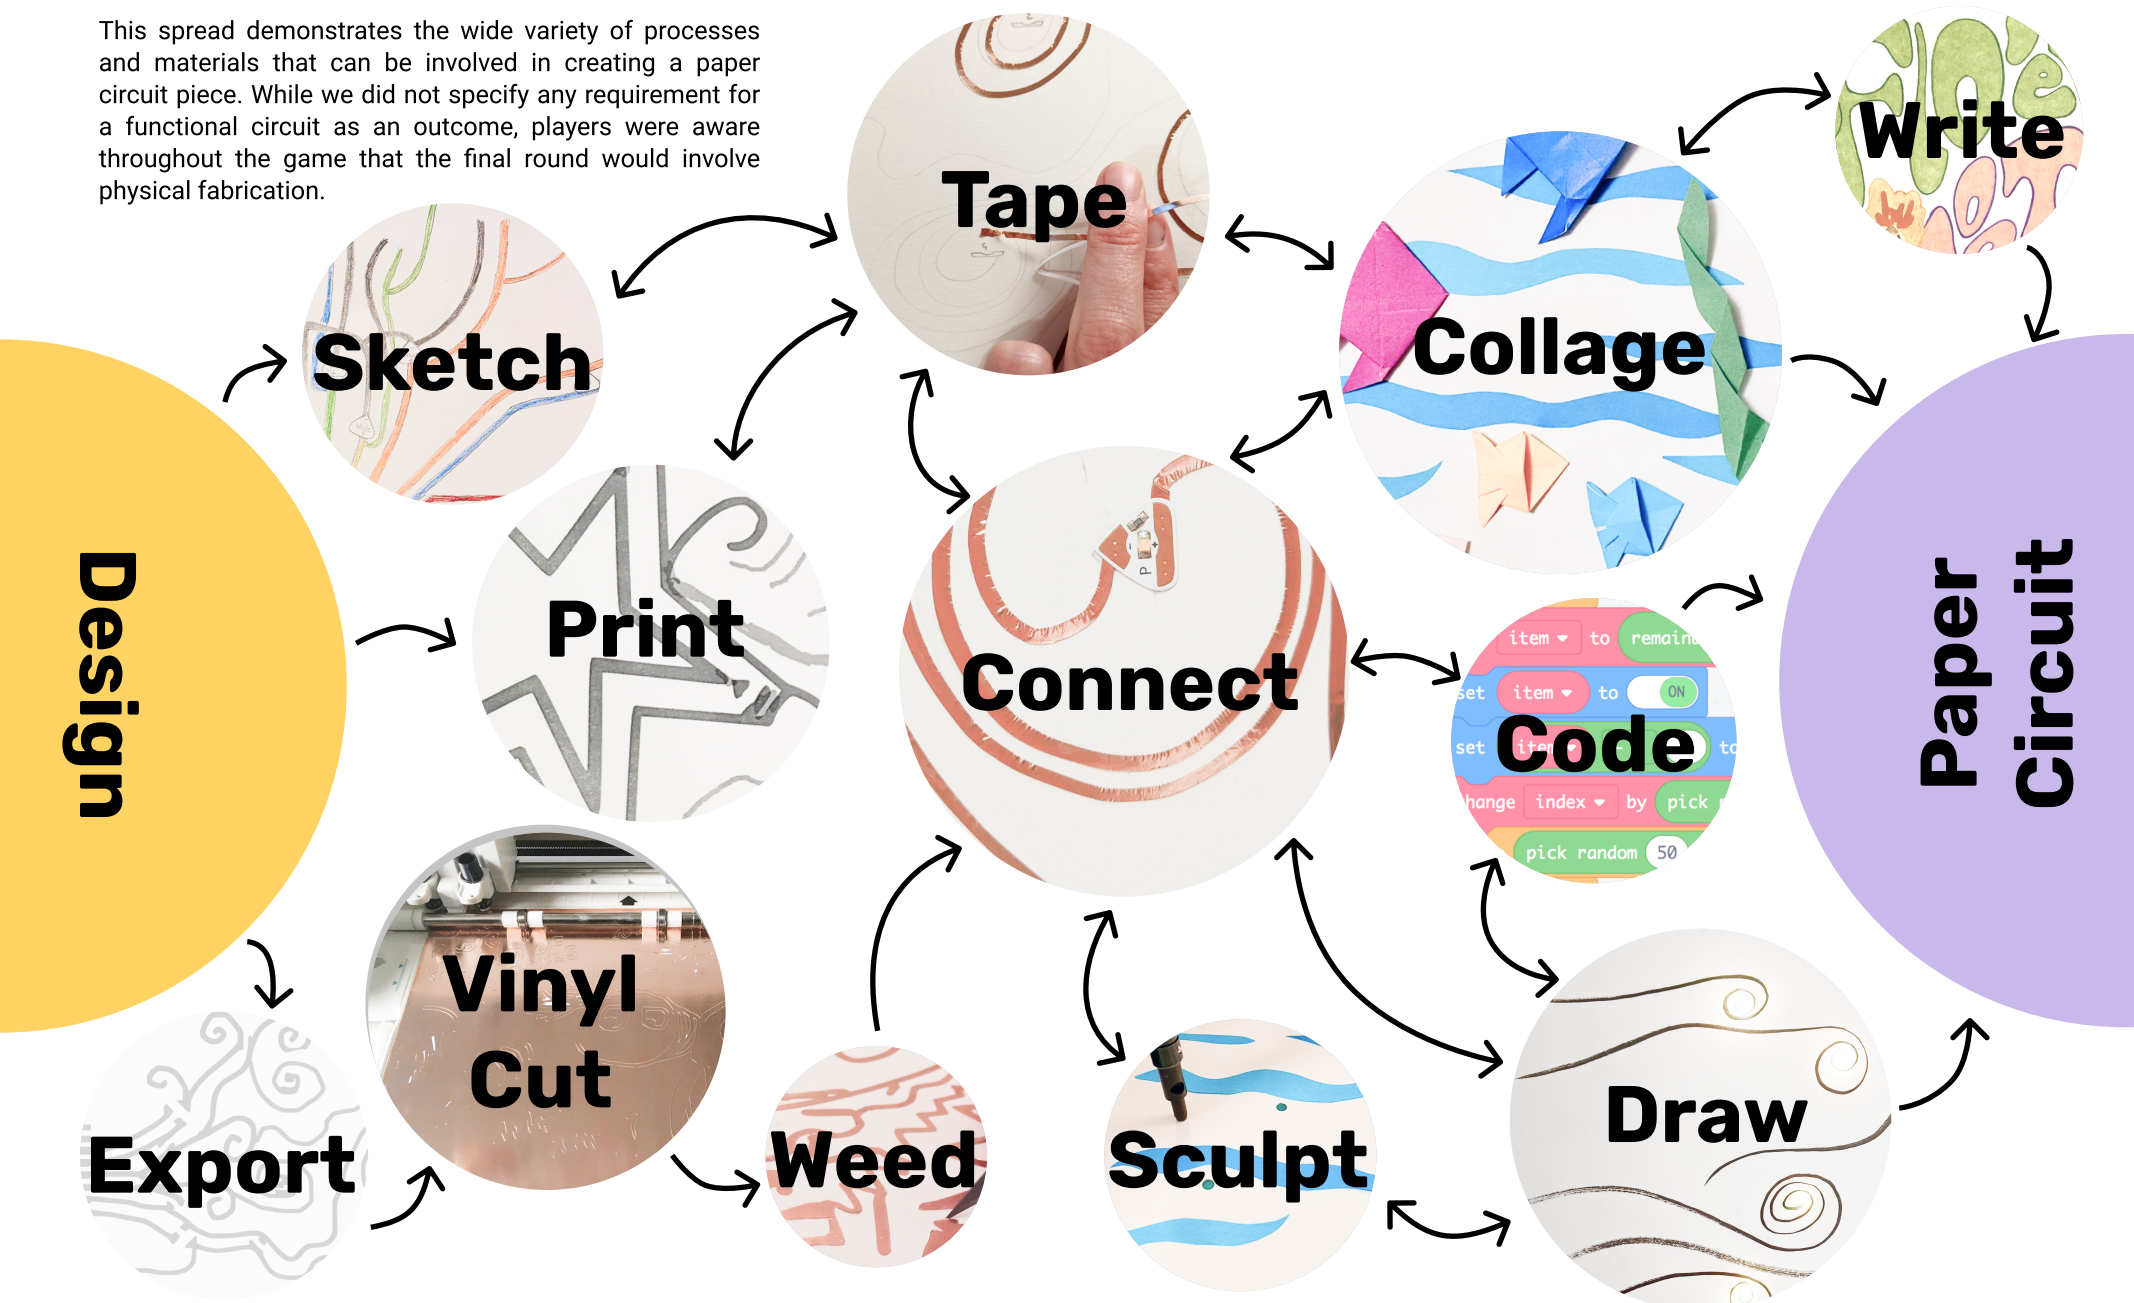 This spread demonstrates the wide variety of processes
and materials that can be involved in creating a paper
circuit piece. While we did not specify any requirement for
a functional circuit as an outcome, players were aware
throughout the game that the final round would involve
physical fabrication.
Design
Sketch
Print
Export
Vinyl
Cut
Weed
Tape
Connect
P
Sculpt
Collage
Write
item to
set item to ON
set item to
index by pick
pick random 50
Code
Draw
Paper
Circuit